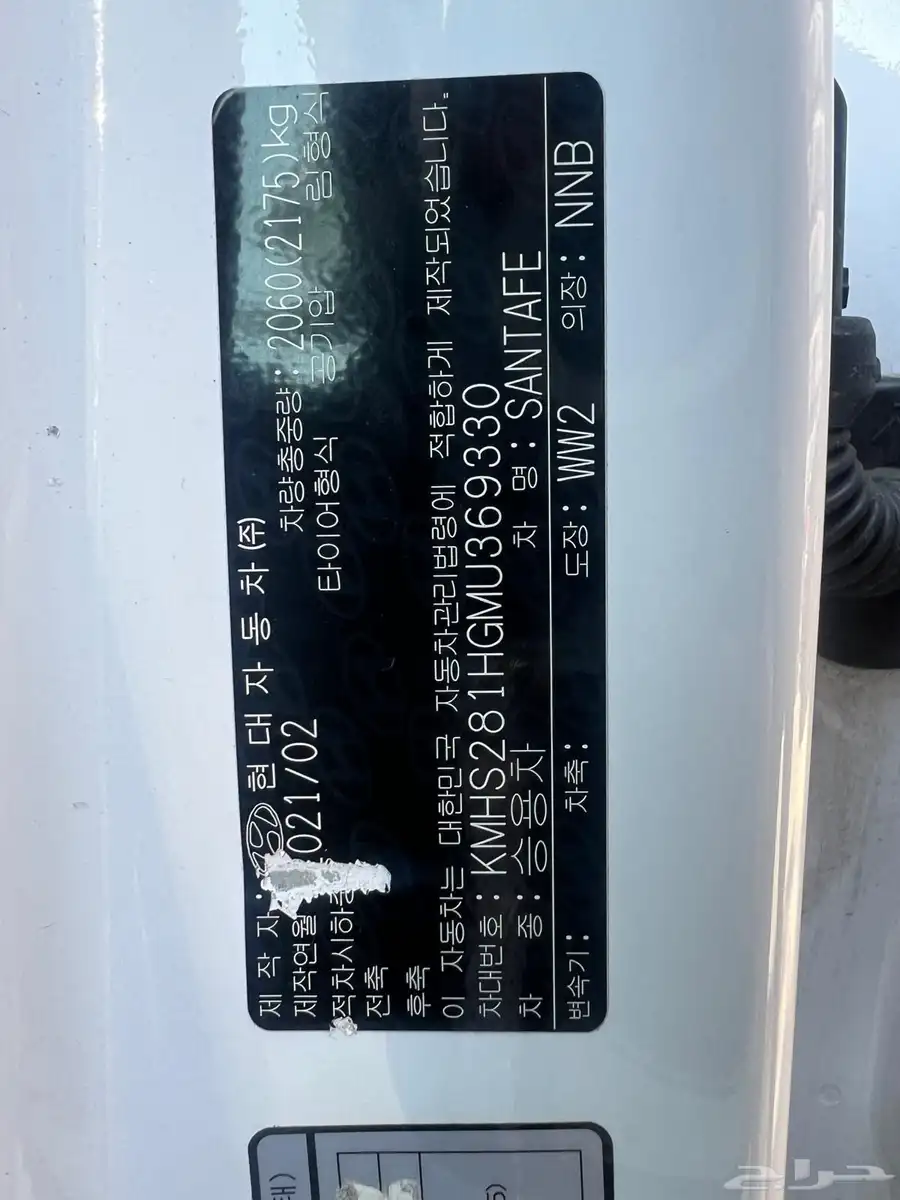 제 작 자: 현 대 자 동 차 (주)
제작연월 021/02 차량총중량: 2060(2175)kg
적차시하중 타이어형식 공기압 림형식
전축
후축
이 자동차는 대한민국 자동차관리법령에 적합하게 제작되었습니다.
차대번호: KMHS281HGMU369330
차 종: 승용차 차 명: SANTAFE
변속기: 차축: 도장: WW2 의장: NNB
حراج